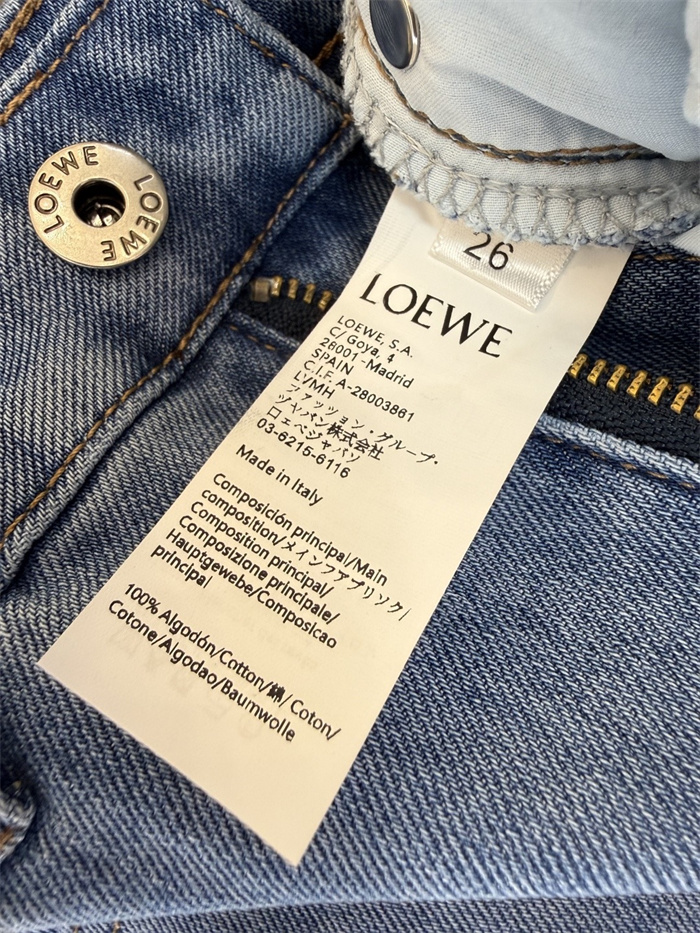 LOEWE LOEWE LOEWE
26
LOEWE
LOEWE, S.A.
C/Goya, 4
28001-Madrid
SPAIN
C.I.F. A-28003861
LVMH
ファッション・グループ・
ジャパン株式会社
ロエベジャパン
03-6215-6116
Made in Italy
Composición principal/Main
composition/メインファブリック/
Composition principal/
Composizione principale/
Hauptgewebe/Composicao
principal
100% Algodón/Cotton/綿/Coton/
Cotone/Algodao/Baumwolle